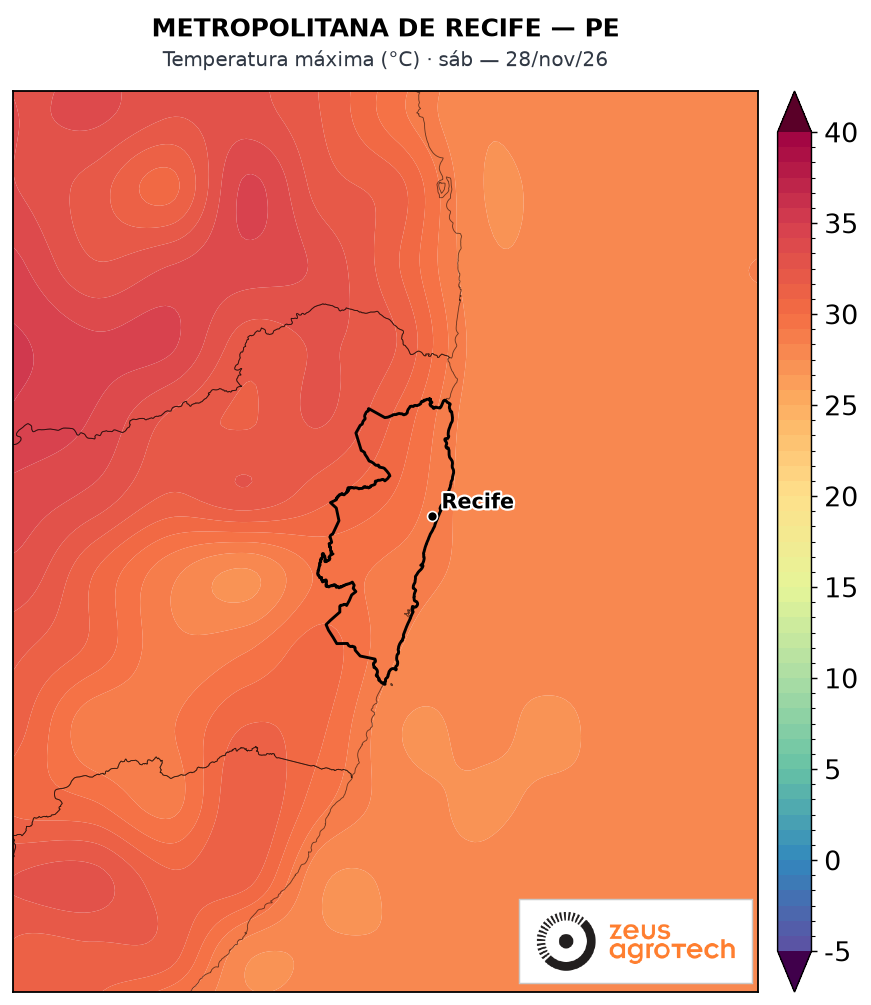 METROPOLITANA DE RECIFE — PE
Temperatura máxima (°C) · sáb — 28/nov/26
40
35
30
25
20
15
10
5
0
-5
Recife
zeus
agrotech